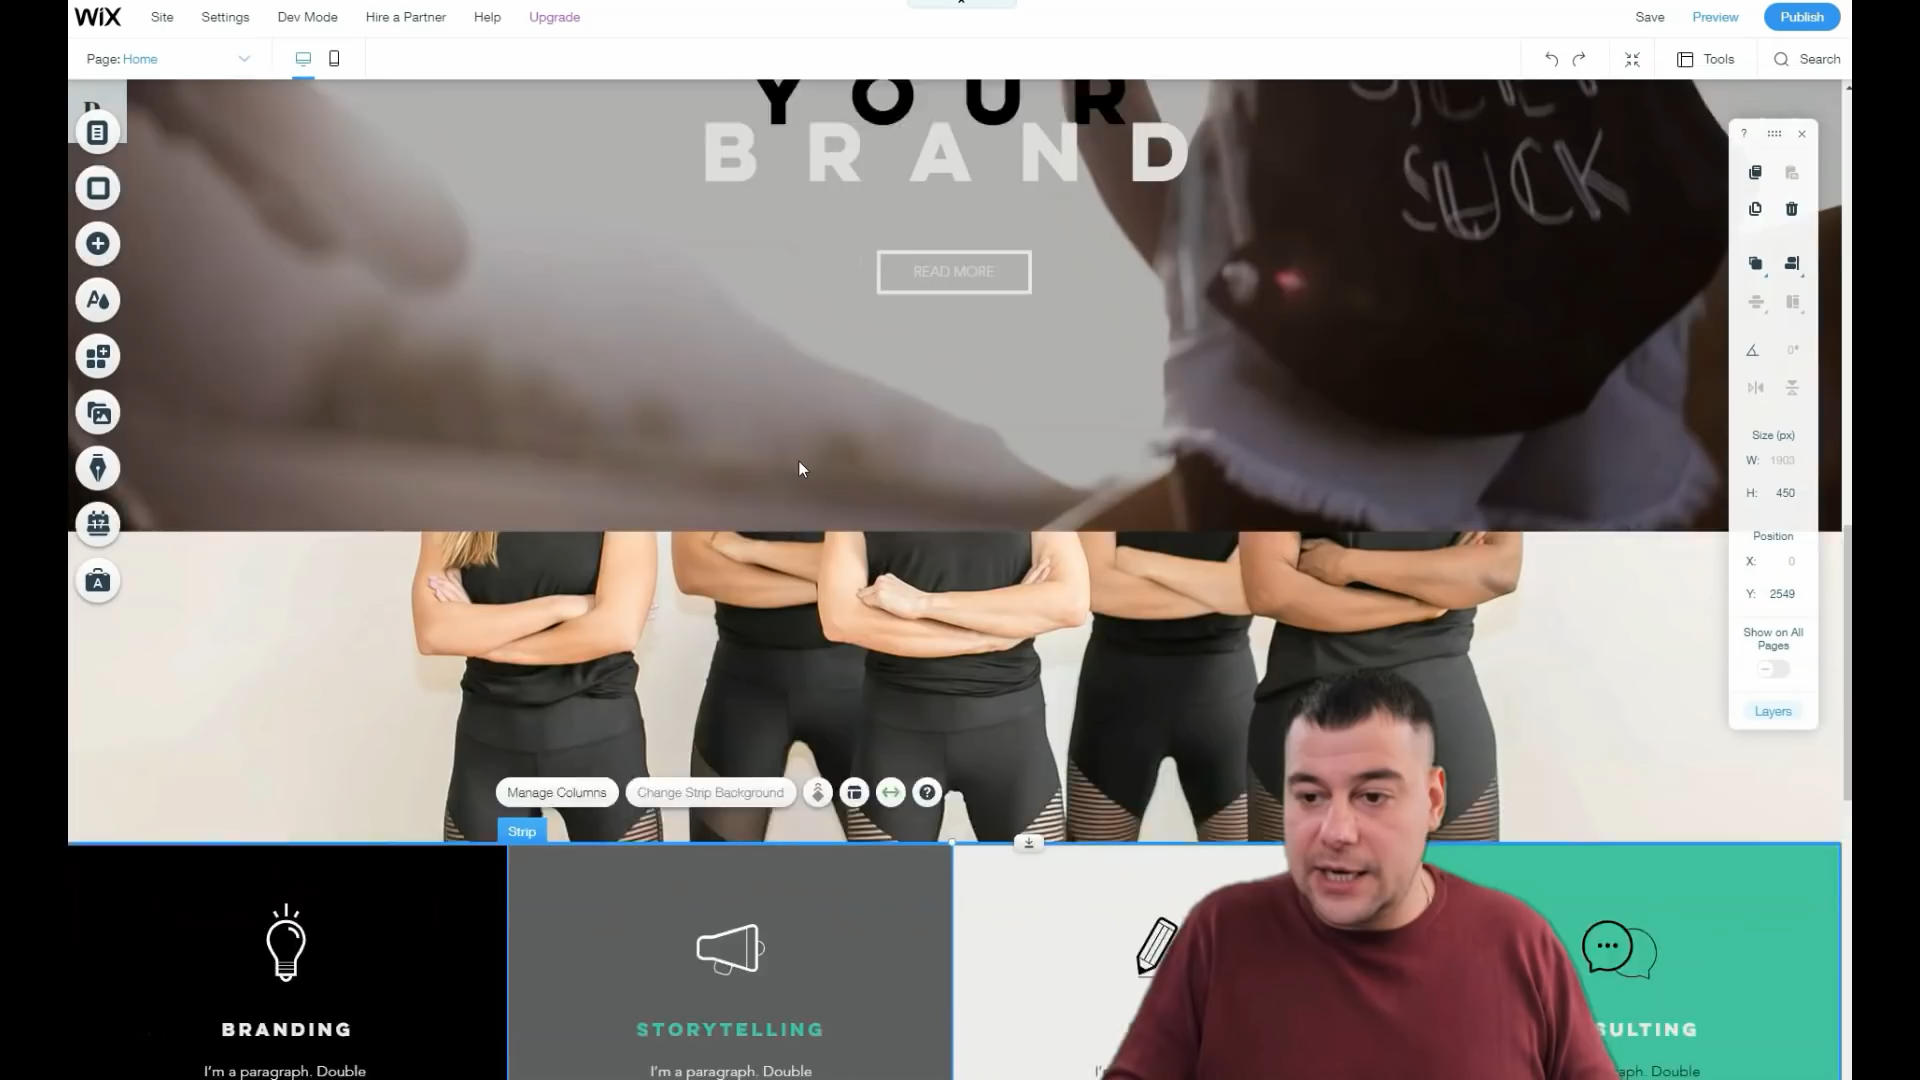 WiX Site Settings Dev Mode Hire a Partner Help Upgrade Save Preview Publish
Page: Home Tools Search
YOUR
BRAND
SUCK
READ MORE
Size (px)
W: 1903
H: 450
Position
X: 0
Y: 2549
Show on All
Pages
Layers
Manage Columns Change Strip Background
Strip
BRANDING STORYTELLING SULTING
I'm a paragraph. Double I'm a paragraph. Double aph. Double